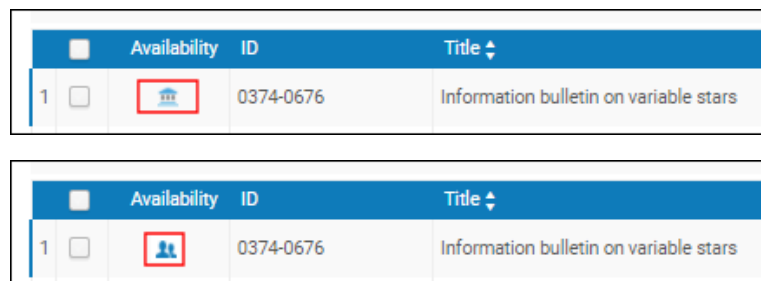 Availability ID Title
1 0374-0676 Information bulletin on variable stars
Availability ID Title
1 0374-0676 Information bulletin on variable stars